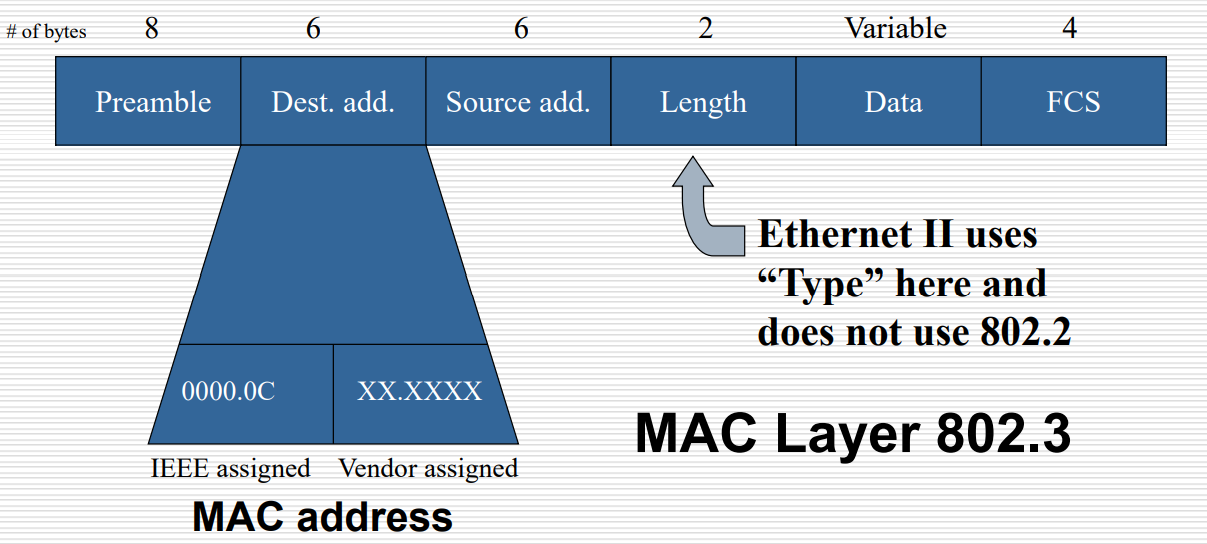 # of bytes 8 6 6 2 Variable 4
Preamble Dest. add. Source add. Length Data FCS
Ethernet II uses
“Type” here and
does not use 802.2
0000.0C XX.XXXX
MAC Layer 802.3
IEEE assigned Vendor assigned
MAC address